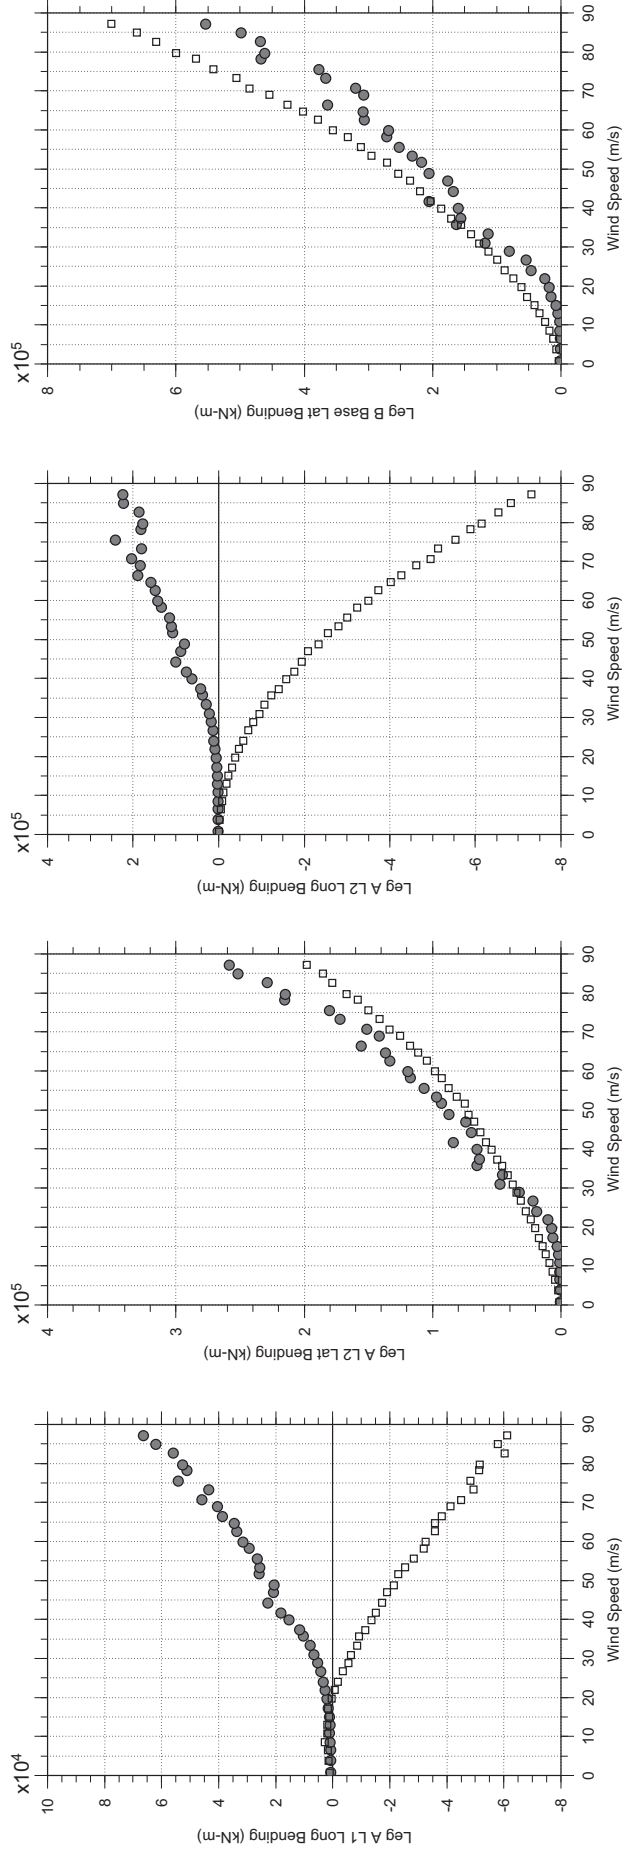 x10⁴
10
8
6
4
2
0
-2
-4
-6
-8
Leg A L1 Long Bending (kN-m)
0 10 20 30 40 50 60 70 80 90
Wind Speed (m/s)
x10⁵
4
3
2
1
0
Leg A L2 Lat Bending (kN-m)
0 10 20 30 40 50 60 70 80 90
Wind Speed (m/s)
x10⁵
4
2
0
-2
-4
-6
-8
Leg A L2 Long Bending (kN-m)
0 10 20 30 40 50 60 70 80 90
Wind Speed (m/s)
x10⁵
8
6
4
2
0
Leg B Base Lat Bending (kN-m)
0 10 20 30 40 50 60 70 80 90
Wind Speed (m/s)